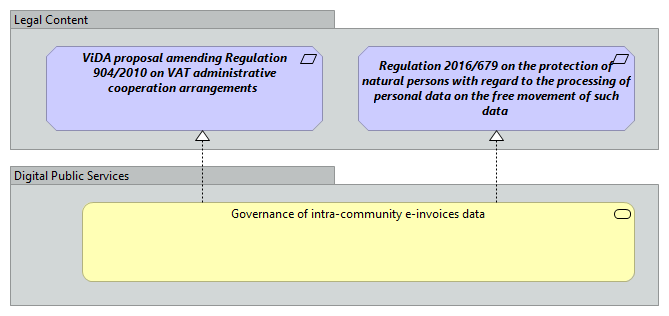 Legal Content
ViDA proposal amending Regulation
904/2010 on VAT administrative
cooperation arrangements
Regulation 2016/679 on the protection of
natural persons with regard to the processing of
personal data on the free movement of such
data
Digital Public Services
Governance of intra-community e-invoices data